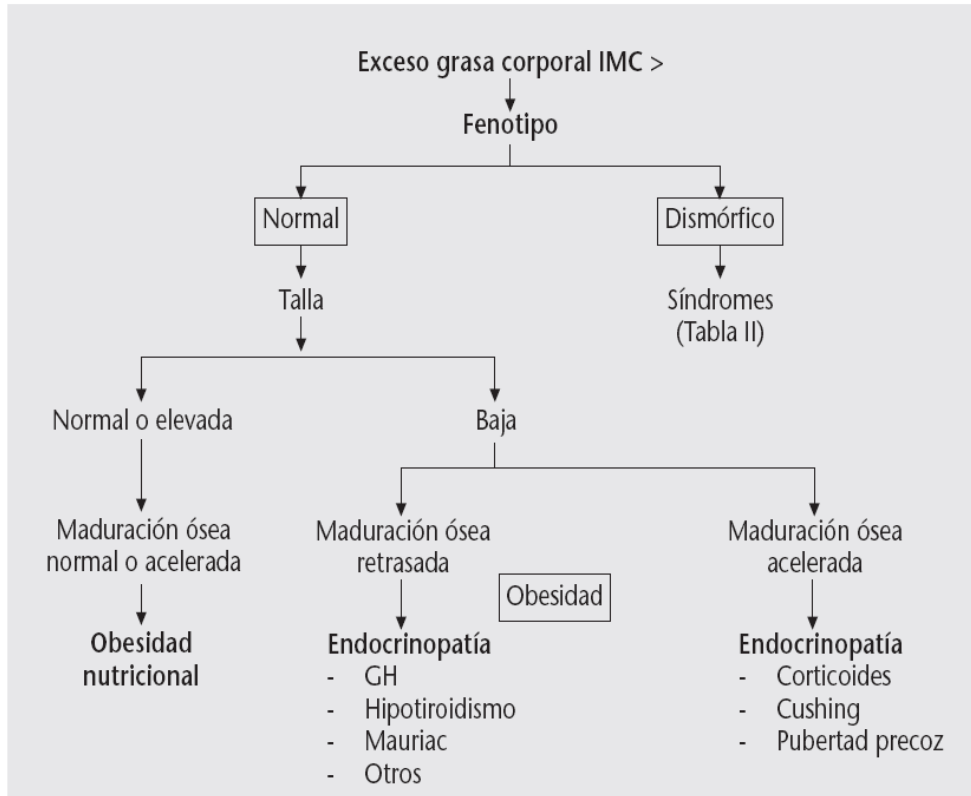 Exceso grasa corporal IMC >
Fenotipo
Normal
Dismórfico
Talla
Síndromes
(Tabla II)
Normal o elevada
Baja
Maduración ósea
normal o acelerada
Maduración ósea
retrasada
Maduración ósea
acelerada
Obesidad
Obesidad
nutricional
Endocrinopatía
- GH
- Hipotiroidismo
- Mauriac
- Otros
Endocrinopatía
- Corticoides
- Cushing
- Pubertad precoz